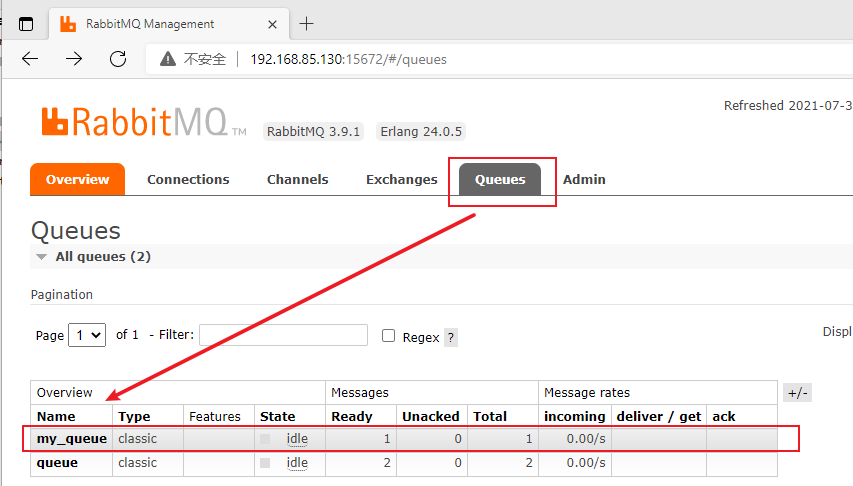 RabbitMQ Management
不安全 192.168.85.130:15672/#/queues
Refreshed 2021-07-3
RabbitMQ TM RabbitMQ 3.9.1 Erlang 24.0.5
Overview Connections Channels Exchanges Queues Admin
Queues
All queues (2)
Pagination
Page 1 of 1 - Filter: Regex ? Displ
Overview Messages Message rates +/-
Name Type Features State Ready Unacked Total incoming deliver / get ack
my_queue classic idle 1 0 1 0.00/s
queue classic idle 2 0 2 0.00/s